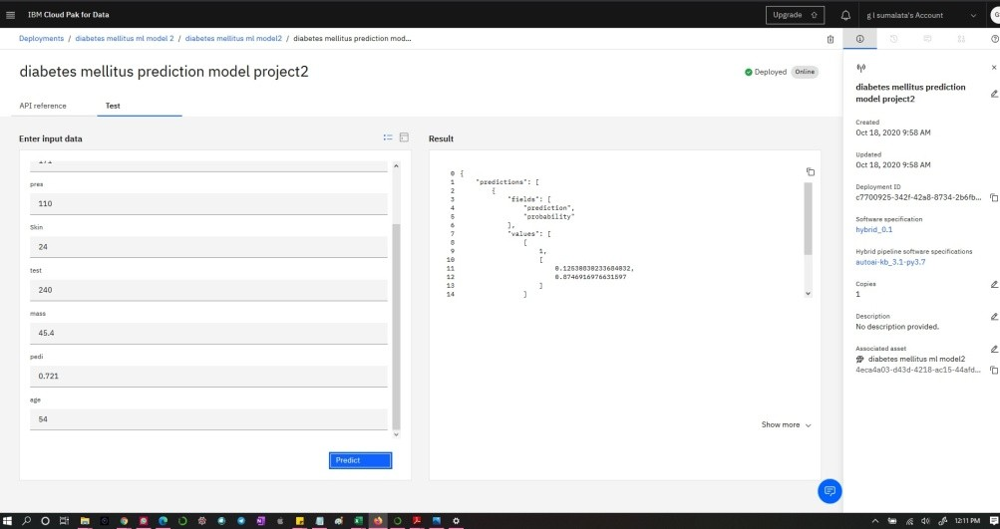 IBM Cloud Pak for Data
Upgrade
g l sumalata's Account
Deployments / diabetes mellitus ml model 2 / diabetes mellitus ml model2 / diabetes mellitus prediction mod...
diabetes mellitus prediction model project2
Deployed Online
API reference
Test
Enter input data
pres
110
Skin
24
test
240
mass
45.4
pedi
0.721
age
54
Predict
Result
0 {
1 "predictions": [
2 {
3 "fields": [
4 "prediction",
5 "probability"
6 ],
7 "values": [
8 [
9 1,
10 [
11 0.12530830233684032,
12 0.8746916976631597
13 ]
14 ]
Show more
diabetes mellitus prediction
model project2
Created
Oct 18, 2020 9:58 AM
Updated
Oct 18, 2020 9:58 AM
Deployment ID
c7700925-342f-42a8-8734-2b6fb...
Software specification
hybrid_0.1
Hybrid pipeline software specifications
autoai-kb_3.1-py3.7
Copies
1
Description
No description provided.
Associated asset
diabetes mellitus ml model2
4eca4a03-d43d-4218-ac15-44afd...
12:11 PM